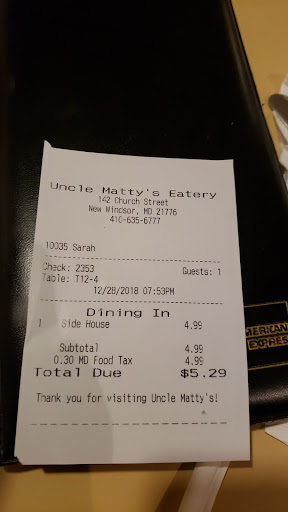 Uncle Matty's Eatery
142 Church Street
New Windsor, MD 21776
410-635-6777
10035 Sarah
Check: 2353 Guests: 1
Table: T12-4
12/28/2018 07:53PM
Dining In
1 Side House 4.99
Subtotal 4.99
0.30 MD Food Tax 4.99
Total Due $5.29
Thank you for visiting Uncle Matty's!
AMERICAN
EXPRESS